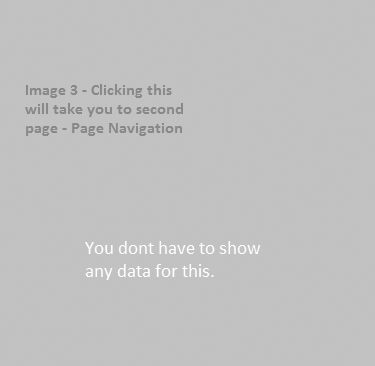 Image 3 - Clicking this
will take you to second
page - Page Navigation
You dont have to show
any data for this.